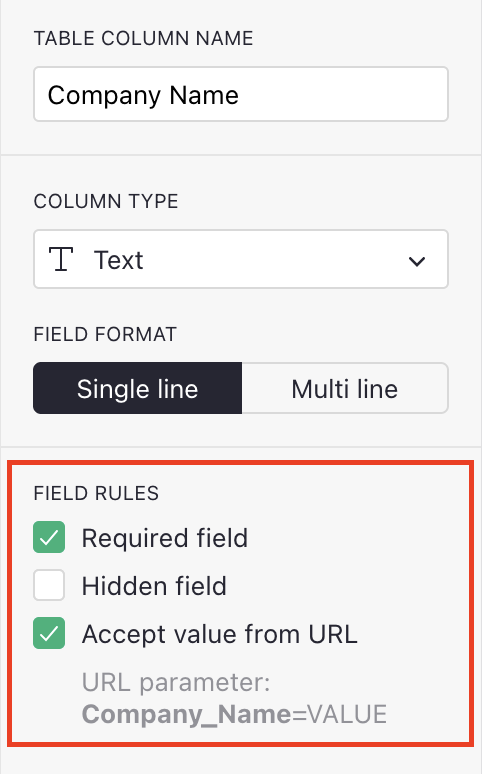 TABLE COLUMN NAME
Company Name
COLUMN TYPE
Text
FIELD FORMAT
Single line
Multi line
FIELD RULES
Required field
Hidden field
Accept value from URL
URL parameter:
Company_Name=VALUE